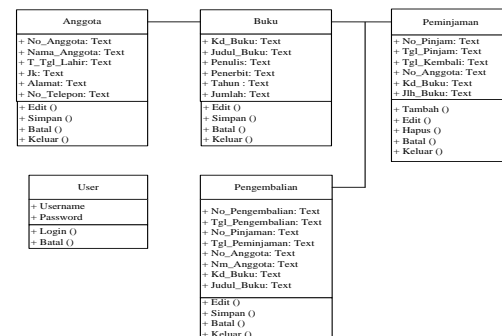 Anggota
+ No_Anggota: Text
+ Nama_Anggota: Text
+ T_Tgl_Lahir: Text
+ Jk: Text
+ Alamat: Text
+ No_Telepon: Text
+ Edit ()
+ Simpan ()
+ Batal ()
+ Keluar ()
Buku
+ Kd_Buku: Text
+ Judul_Buku: Text
+ Penulis: Text
+ Penerbit: Text
+ Tahun : Text
+ Jumlah: Text
+ Edit ()
+ Simpan ()
+ Batal ()
+ Keluar ()
Peminjaman
+ No_Pinjam: Text
+ Tgl_Pinjam: Text
+ Tgl_Kembali: Text
+ No_Anggota: Text
+ Kd_Buku: Text
+ Jlh_Buku: Text
+ Tambah ()
+ Edit ()
+ Hapus ()
+ Batal ()
+ Keluar ()
User
+ Username
+ Password
+ Login ()
+ Batal ()
Pengembalian
+ No_Pengembalian: Text
+ Tgl_Pengembalian: Text
+ No_Pinjaman: Text
+ Tgl_Peminjaman: Text
+ No_Anggota: Text
+ Nm_Anggota: Text
+ Kd_Buku: Text
+ Judul_Buku: Text
+ Edit ()
+ Simpan ()
+ Batal ()
+ Keluar ()